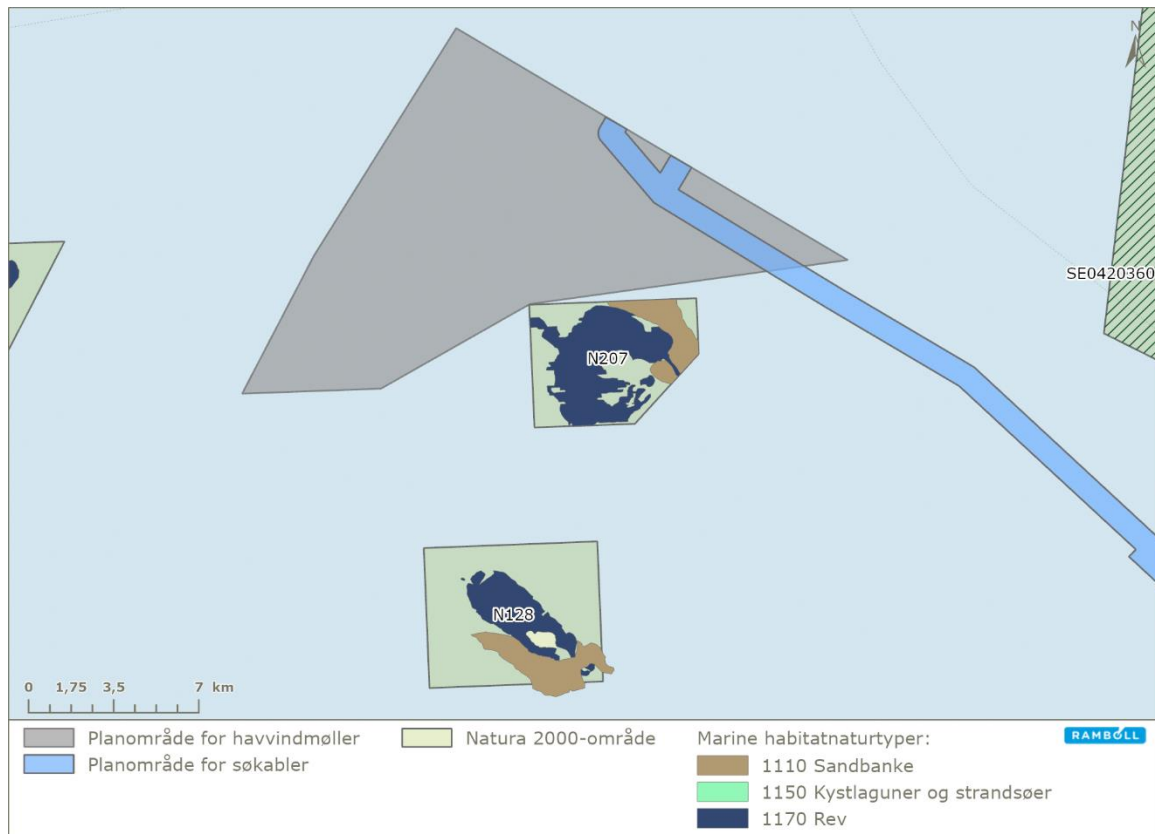 N
SE0420360
N207
N128
0 1,75 3,5 7 km
Planområde for havvindmøller
Planområde for søkabler
Natura 2000-område
Marine habitatnaturtyper:
1110 Sandbanke
1150 Kystlaguner og strandsøer
1170 Rev
RAMBOLL